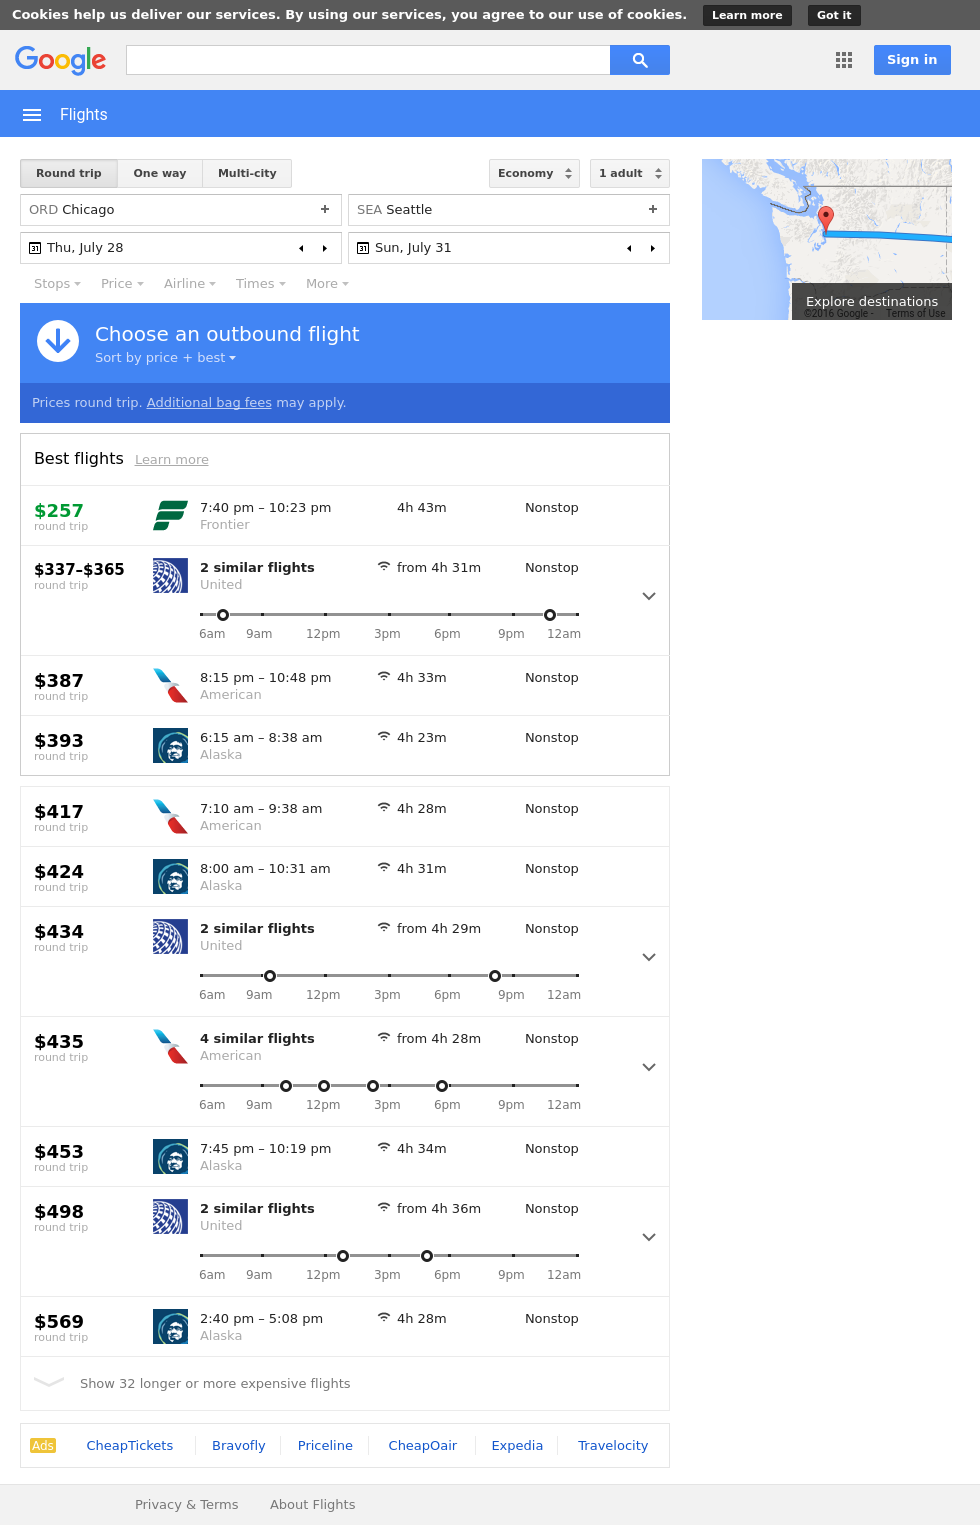 Cookies help us deliver our services. By using our services, you agree to our use of cookies. Learn more Got it
Google Sign in
Flights
Round trip One way Multi-city Economy 1 adult
ORD Chicago + SEA Seattle +
31 Thu, July 28 31 Sun, July 31
Stops Price Airline Times More
Explore destinations
©2016 Google - Terms of Use
Choose an outbound flight
Sort by price + best
Prices round trip. Additional bag fees may apply.
Best flights Learn more
$257 7:40 pm – 10:23 pm 4h 43m Nonstop
round trip Frontier
$337–$365 2 similar flights from 4h 31m Nonstop
round trip United
6am 9am 12pm 3pm 6pm 9pm 12am
$387 8:15 pm – 10:48 pm 4h 33m Nonstop
round trip American
$393 6:15 am – 8:38 am 4h 23m Nonstop
round trip Alaska
$417 7:10 am – 9:38 am 4h 28m Nonstop
round trip American
$424 8:00 am – 10:31 am 4h 31m Nonstop
round trip Alaska
$434 2 similar flights from 4h 29m Nonstop
round trip United
6am 9am 12pm 3pm 6pm 9pm 12am
$435 4 similar flights from 4h 28m Nonstop
round trip American
6am 9am 12pm 3pm 6pm 9pm 12am
$453 7:45 pm – 10:19 pm 4h 34m Nonstop
round trip Alaska
$498 2 similar flights from 4h 36m Nonstop
round trip United
6am 9am 12pm 3pm 6pm 9pm 12am
$569 2:40 pm – 5:08 pm 4h 28m Nonstop
round trip Alaska
Show 32 longer or more expensive flights
Ads CheapTickets Bravofly Priceline CheapOair Expedia Travelocity
Privacy & Terms About Flights